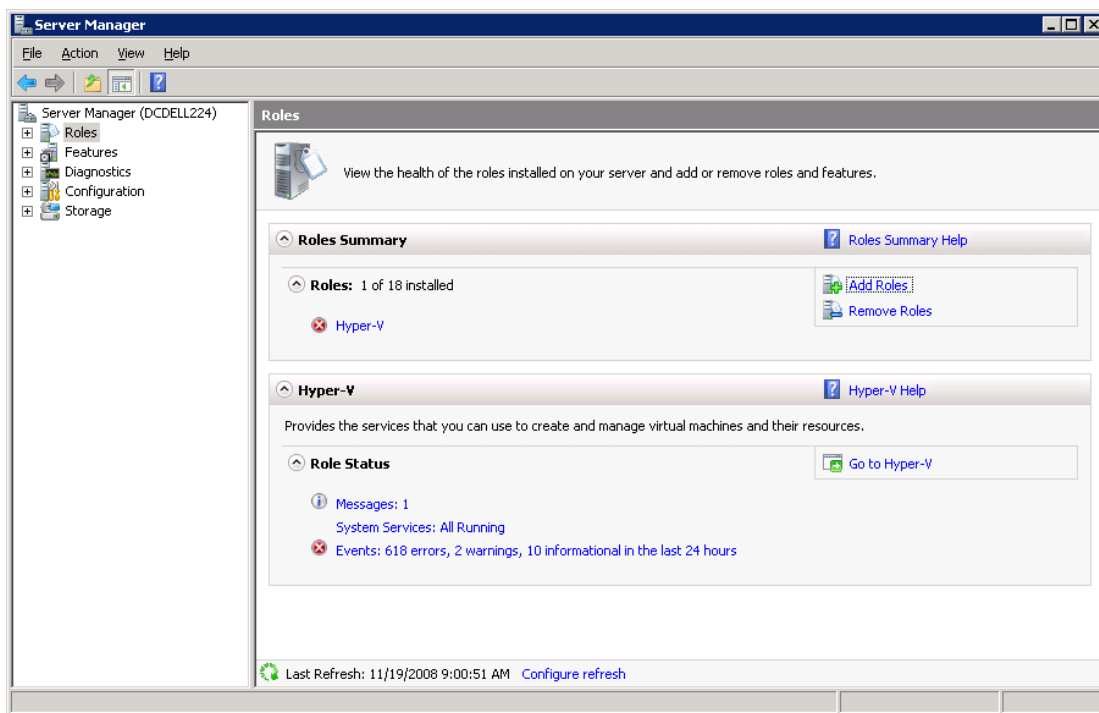 Server Manager
File Action View Help
Server Manager (DCDELL224)
Roles
Features
Diagnostics
Configuration
Storage
Roles
View the health of the roles installed on your server and add or remove roles and features.
Roles Summary
Roles Summary Help
Roles: 1 of 18 installed
Add Roles
Remove Roles
Hyper-V
Hyper-V
Hyper-V Help
Provides the services that you can use to create and manage virtual machines and their resources.
Role Status
Go to Hyper-V
Messages: 1
System Services: All Running
Events: 618 errors, 2 warnings, 10 informational in the last 24 hours
Last Refresh: 11/19/2008 9:00:51 AM Configure refresh